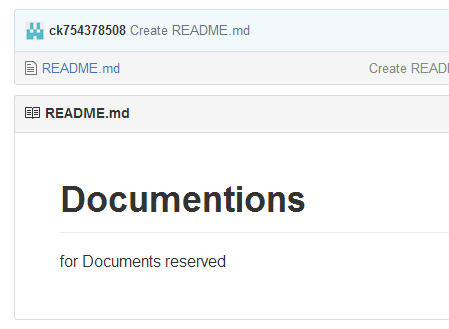 ck754378508 Create README.md
README.md Create READ
README.md
Documentions
for Documents reserved